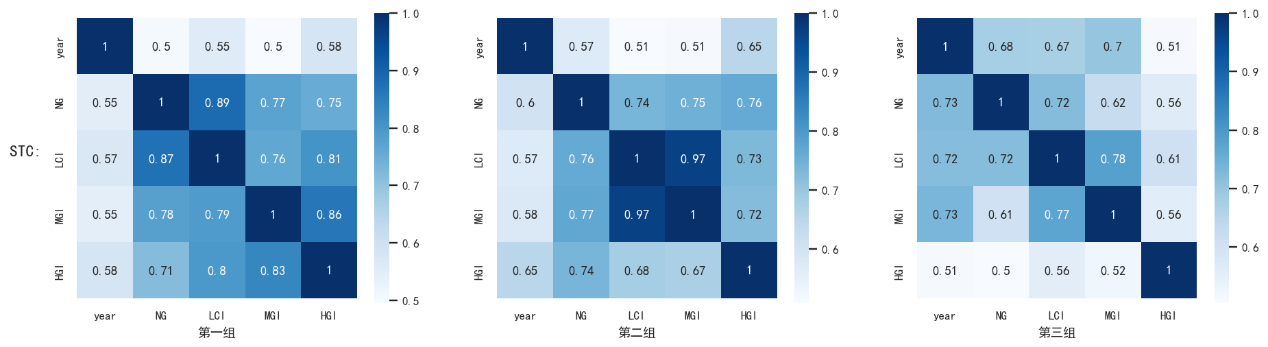 STC:
year 1 0.5 0.55 0.5 0.58
NG 0.55 1 0.89 0.77 0.75
LCI 0.57 0.87 1 0.76 0.81
MGI 0.55 0.78 0.79 1 0.86
HGI 0.58 0.71 0.8 0.83 1
year NG LCI MGI HGI
第一组
1.0
0.9
0.8
0.7
0.6
0.5
year 1 0.57 0.51 0.51 0.65
NG 0.6 1 0.74 0.75 0.76
LCI 0.57 0.76 1 0.97 0.73
MGI 0.58 0.77 0.97 1 0.72
HGI 0.65 0.74 0.68 0.67 1
year NG LCI MGI HGI
第二组
1.0
0.9
0.8
0.7
0.6
year 1 0.68 0.67 0.7 0.51
NG 0.73 1 0.72 0.62 0.56
LCI 0.72 0.72 1 0.78 0.61
MGI 0.73 0.61 0.77 1 0.56
HGI 0.51 0.5 0.56 0.52 1
year NG LCI MGI HGI
第三组
1.0
0.9
0.8
0.7
0.6